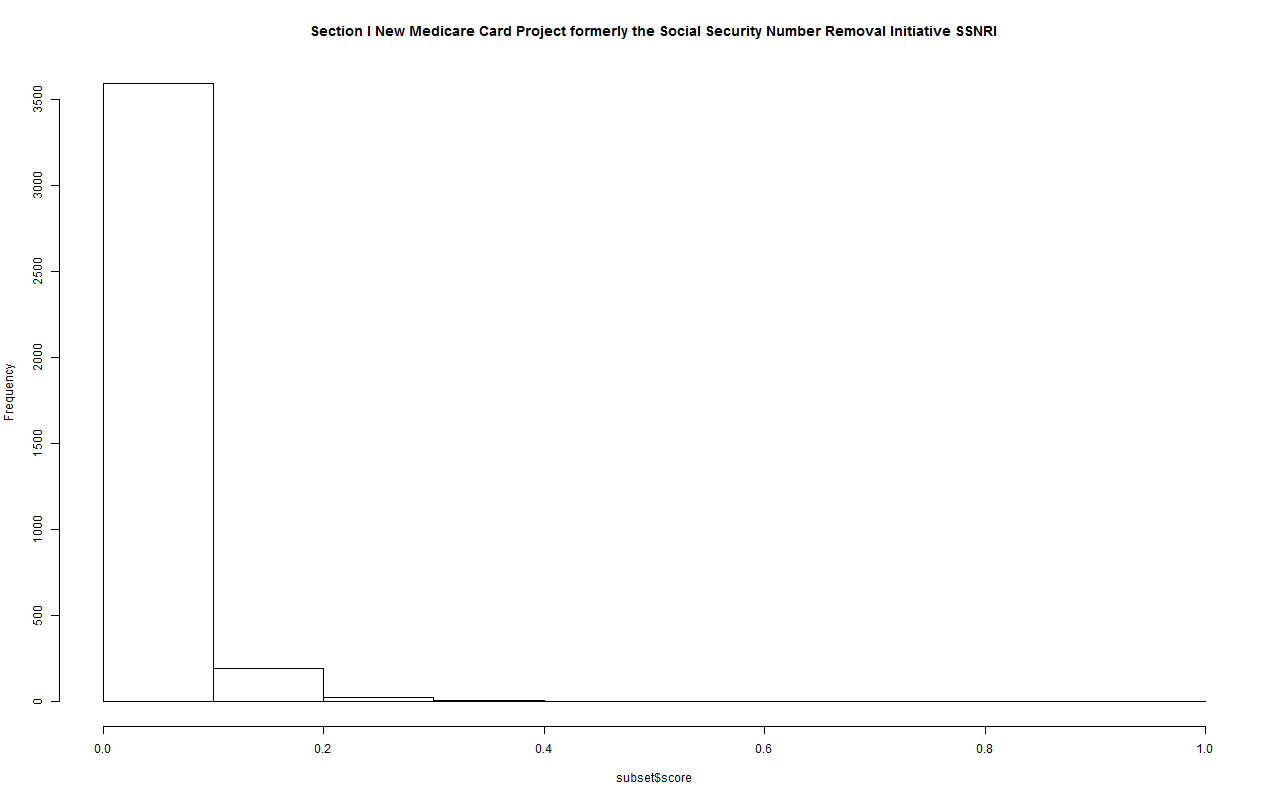 Section I New Medicare Card Project formerly the Social Security Number Removal Initiative SSNRI
Frequency
3500
3000
2500
2000
1500
1000
500
0
0.0 0.2 0.4 0.6 0.8 1.0
subset$score